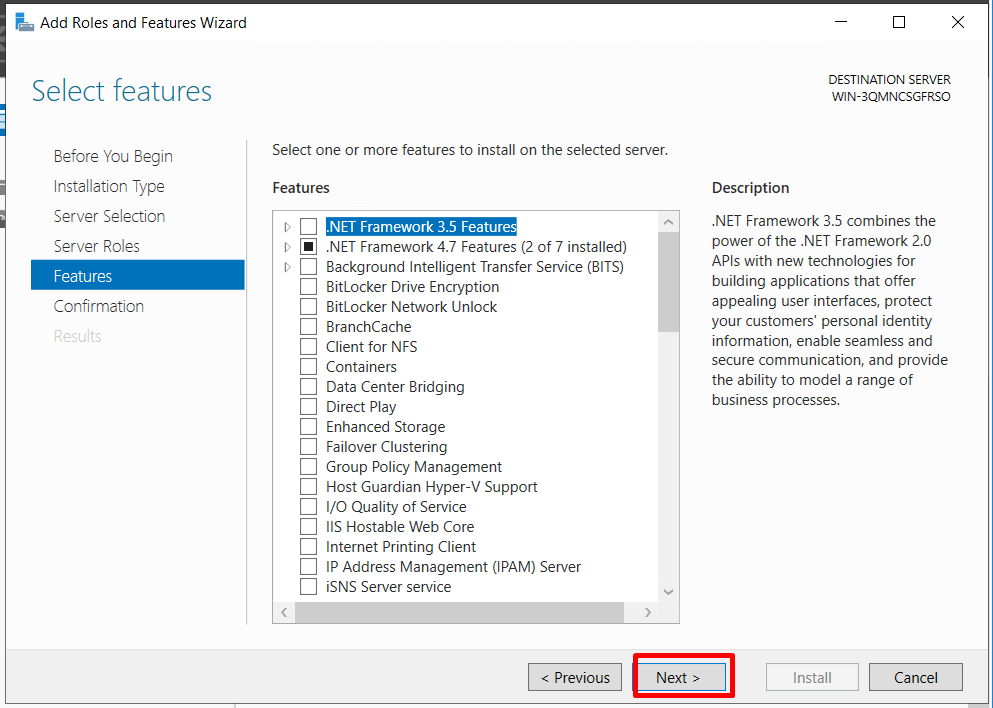 Add Roles and Features Wizard
Select features
DESTINATION SERVER
WIN-3QMNCSGFRSO
Before You Begin
Installation Type
Server Selection
Server Roles
Features
Confirmation
Results
Select one or more features to install on the selected server.
Features
.NET Framework 3.5 Features
.NET Framework 4.7 Features (2 of 7 installed)
Background Intelligent Transfer Service (BITS)
BitLocker Drive Encryption
BitLocker Network Unlock
BranchCache
Client for NFS
Containers
Data Center Bridging
Direct Play
Enhanced Storage
Failover Clustering
Group Policy Management
Host Guardian Hyper-V Support
I/O Quality of Service
IIS Hostable Web Core
Internet Printing Client
IP Address Management (IPAM) Server
iSNS Server service
Description
.NET Framework 3.5 combines the
power of the .NET Framework 2.0
APIs with new technologies for
building applications that offer
appealing user interfaces, protect
your customers' personal identity
information, enable seamless and
secure communication, and provide
the ability to model a range of
business processes.
< Previous
Next >
Install
Cancel